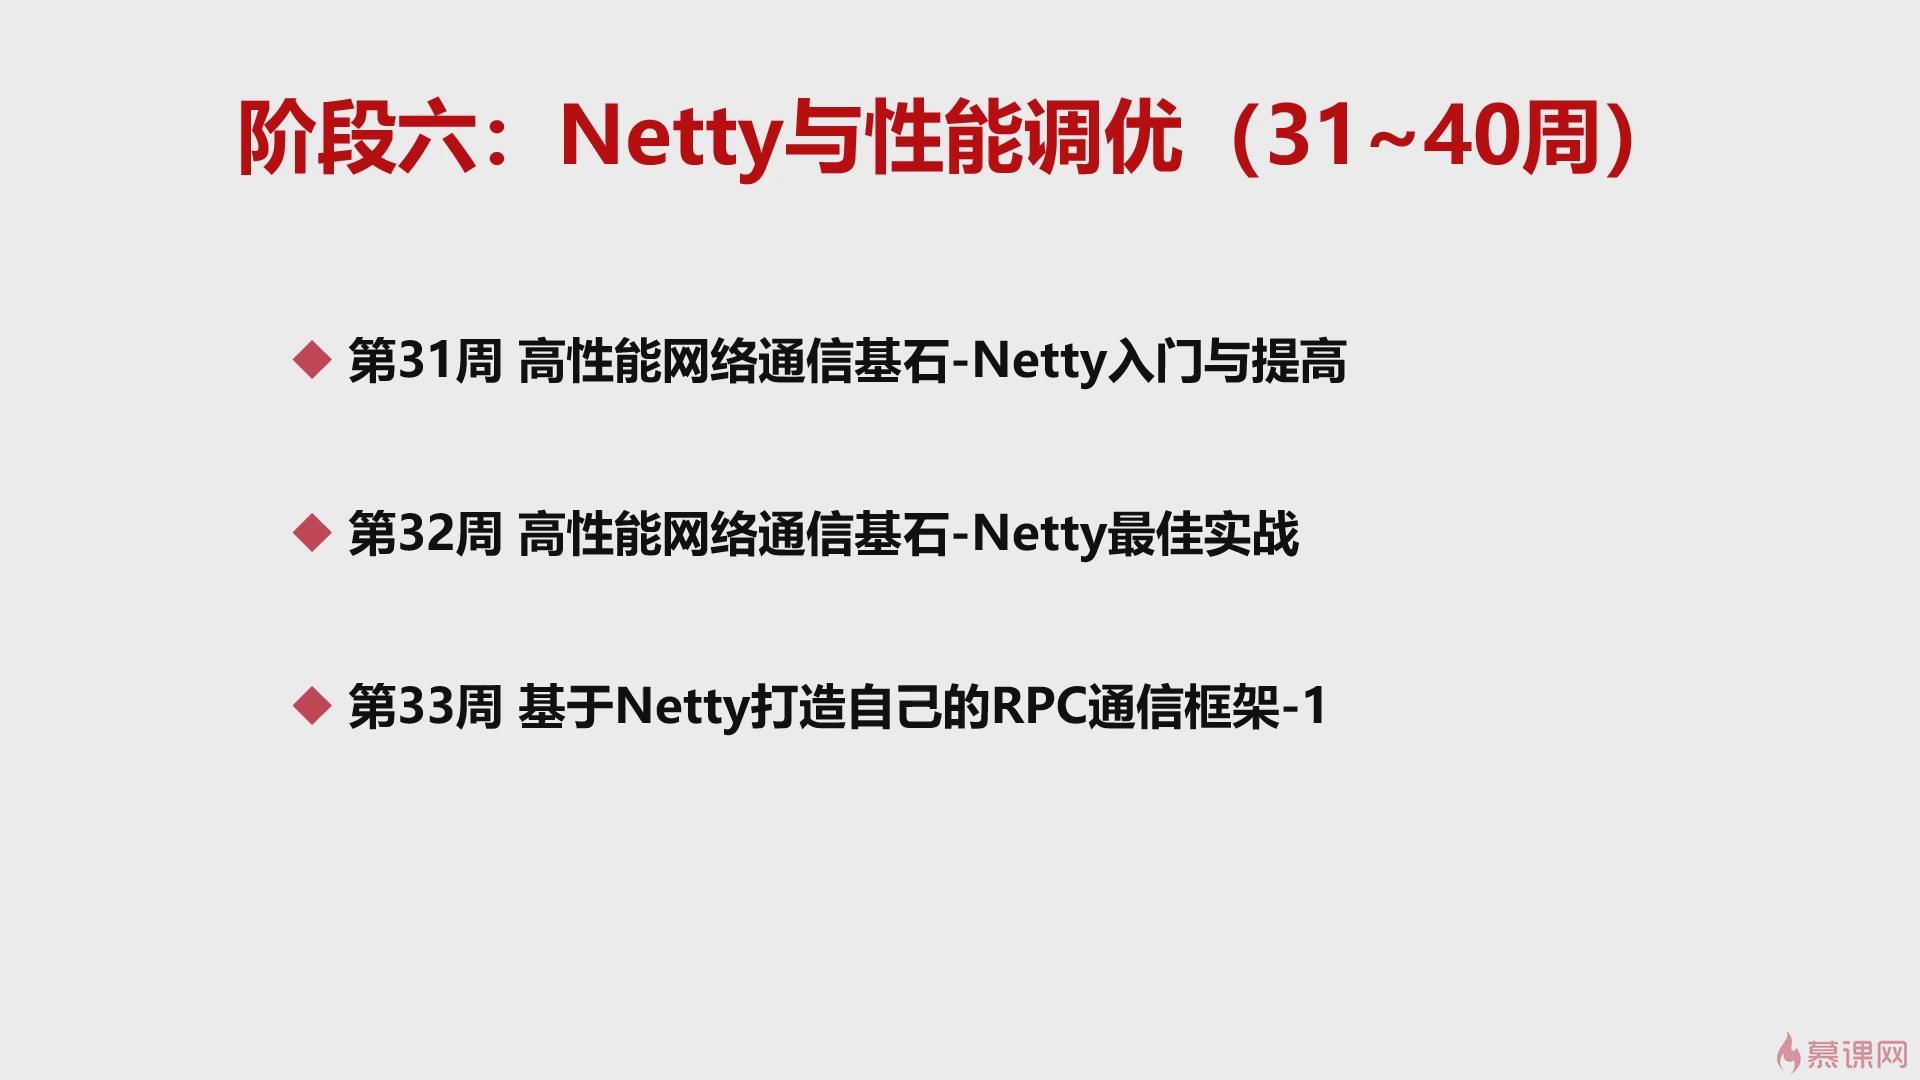 阶段六：Netty与性能调优（31~40周）
第31周 高性能网络通信基石-Netty入门与提高
第32周 高性能网络通信基石-Netty最佳实战
第33周 基于Netty打造自己的RPC通信框架-1
慕课网